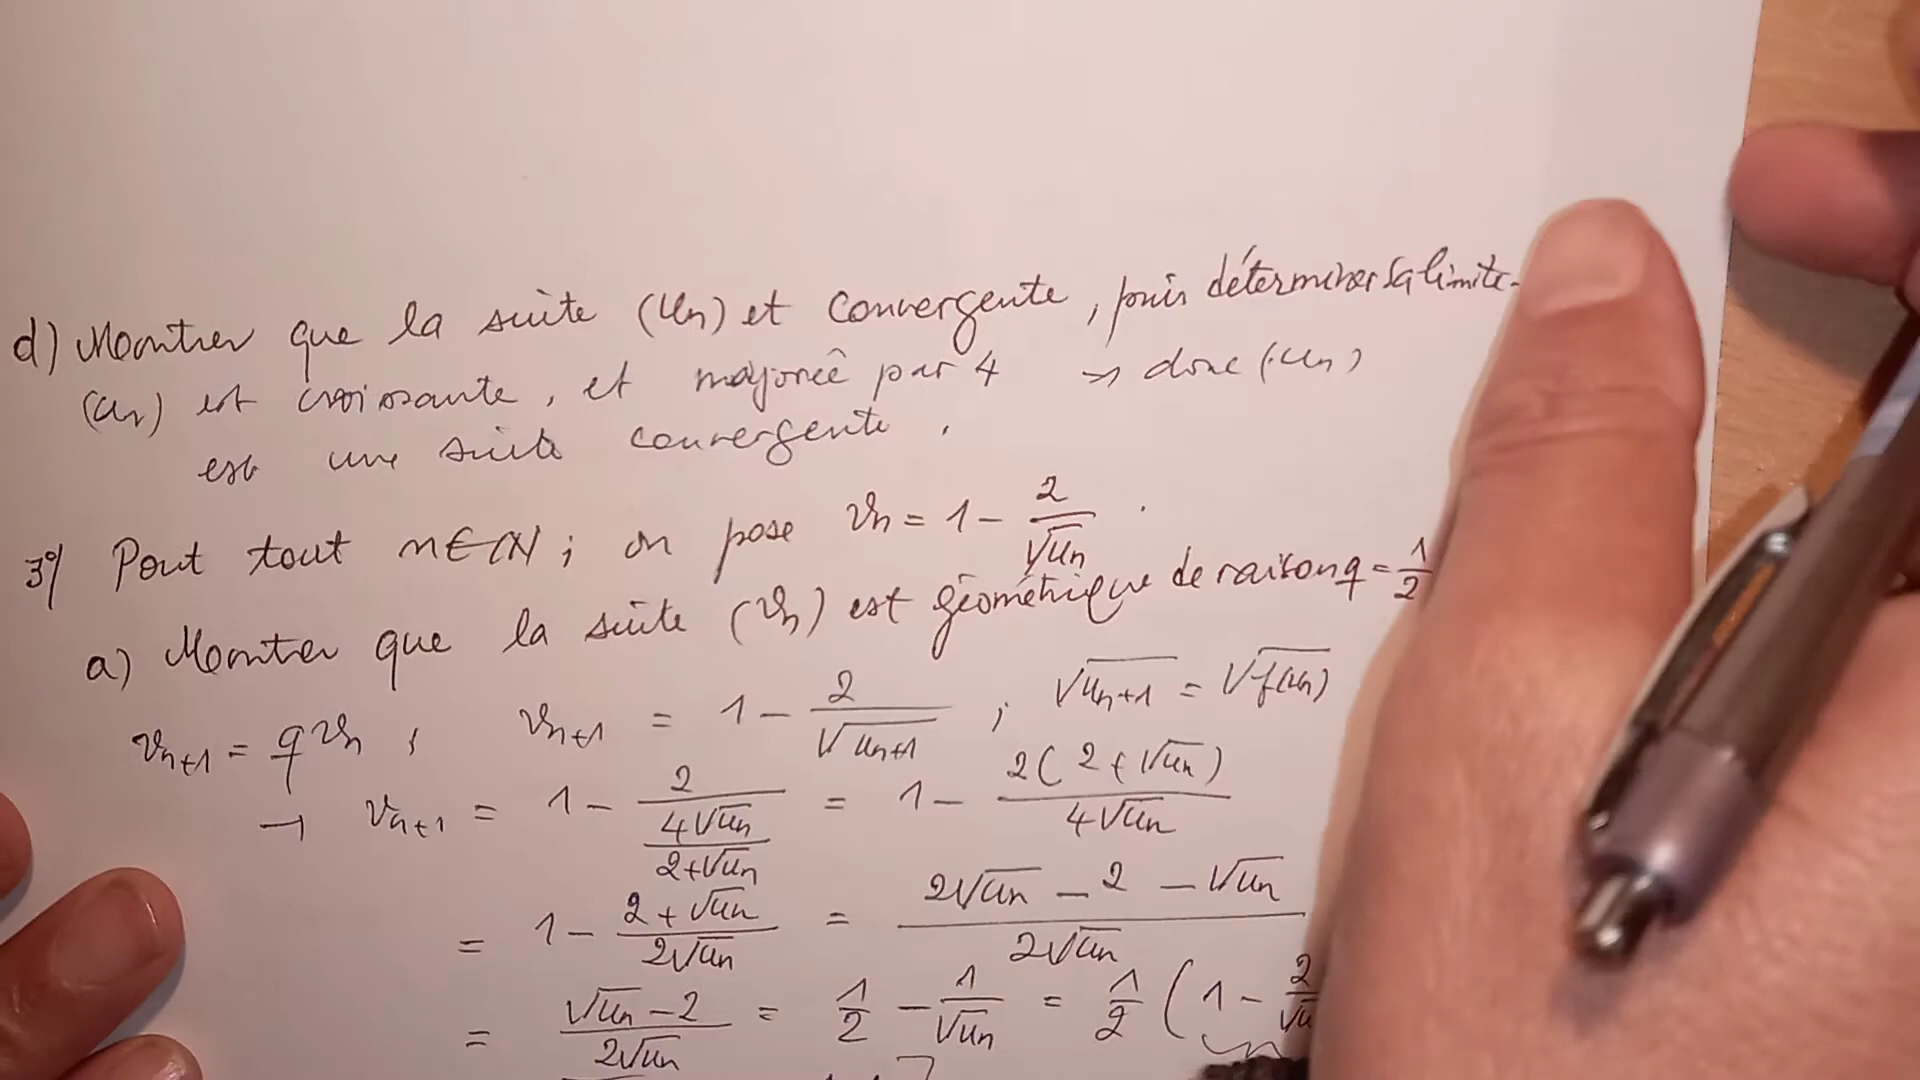 d) Montrer que la suite (Un) et convergente, puis déterminer sa limite.
(Un) est croissante, et majorée par 4 → donc (Un)
est une suite convergente.
3°/ Pout tout n∈ℕ ; on pose Vn = 1 - 2/√Un .
a) Montrer que la suite (Vn) est géométrique de raison q = 1/2
Vn+1 = q Vn ; Vn+1 = 1 - 2/√Un+1 ; √Un+1 = √f(Un)
→ Vn+1 = 1 - 2/(4√Un/(2+√Un)) = 1 - 2(2+√Un)/4√Un
= 1 - (2+√Un)/2√Un = (2√Un - 2 - √Un)/2√Un
= (√Un - 2)/2√Un = 1/2 - 1/√Un = 1/2 (1 - 2/√U